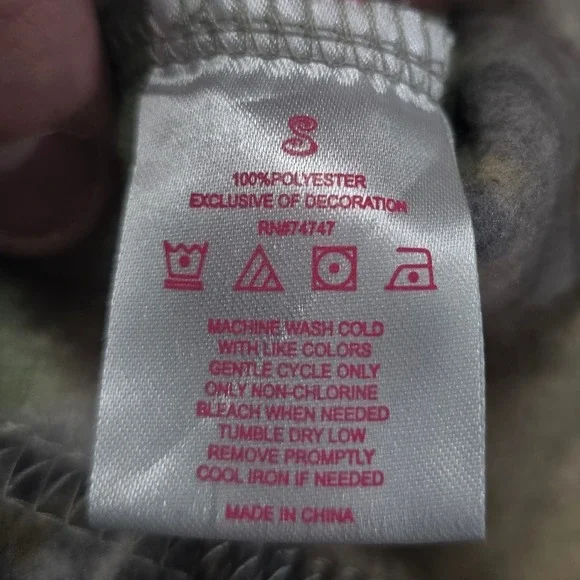 S
100%POLYESTER
EXCLUSIVE OF DECORATION
RN#74747
MACHINE WASH COLD
WITH LIKE COLORS
GENTLE CYCLE ONLY
ONLY NON-CHLORINE
BLEACH WHEN NEEDED
TUMBLE DRY LOW
REMOVE PROMPTLY
COOL IRON IF NEEDED
MADE IN CHINA